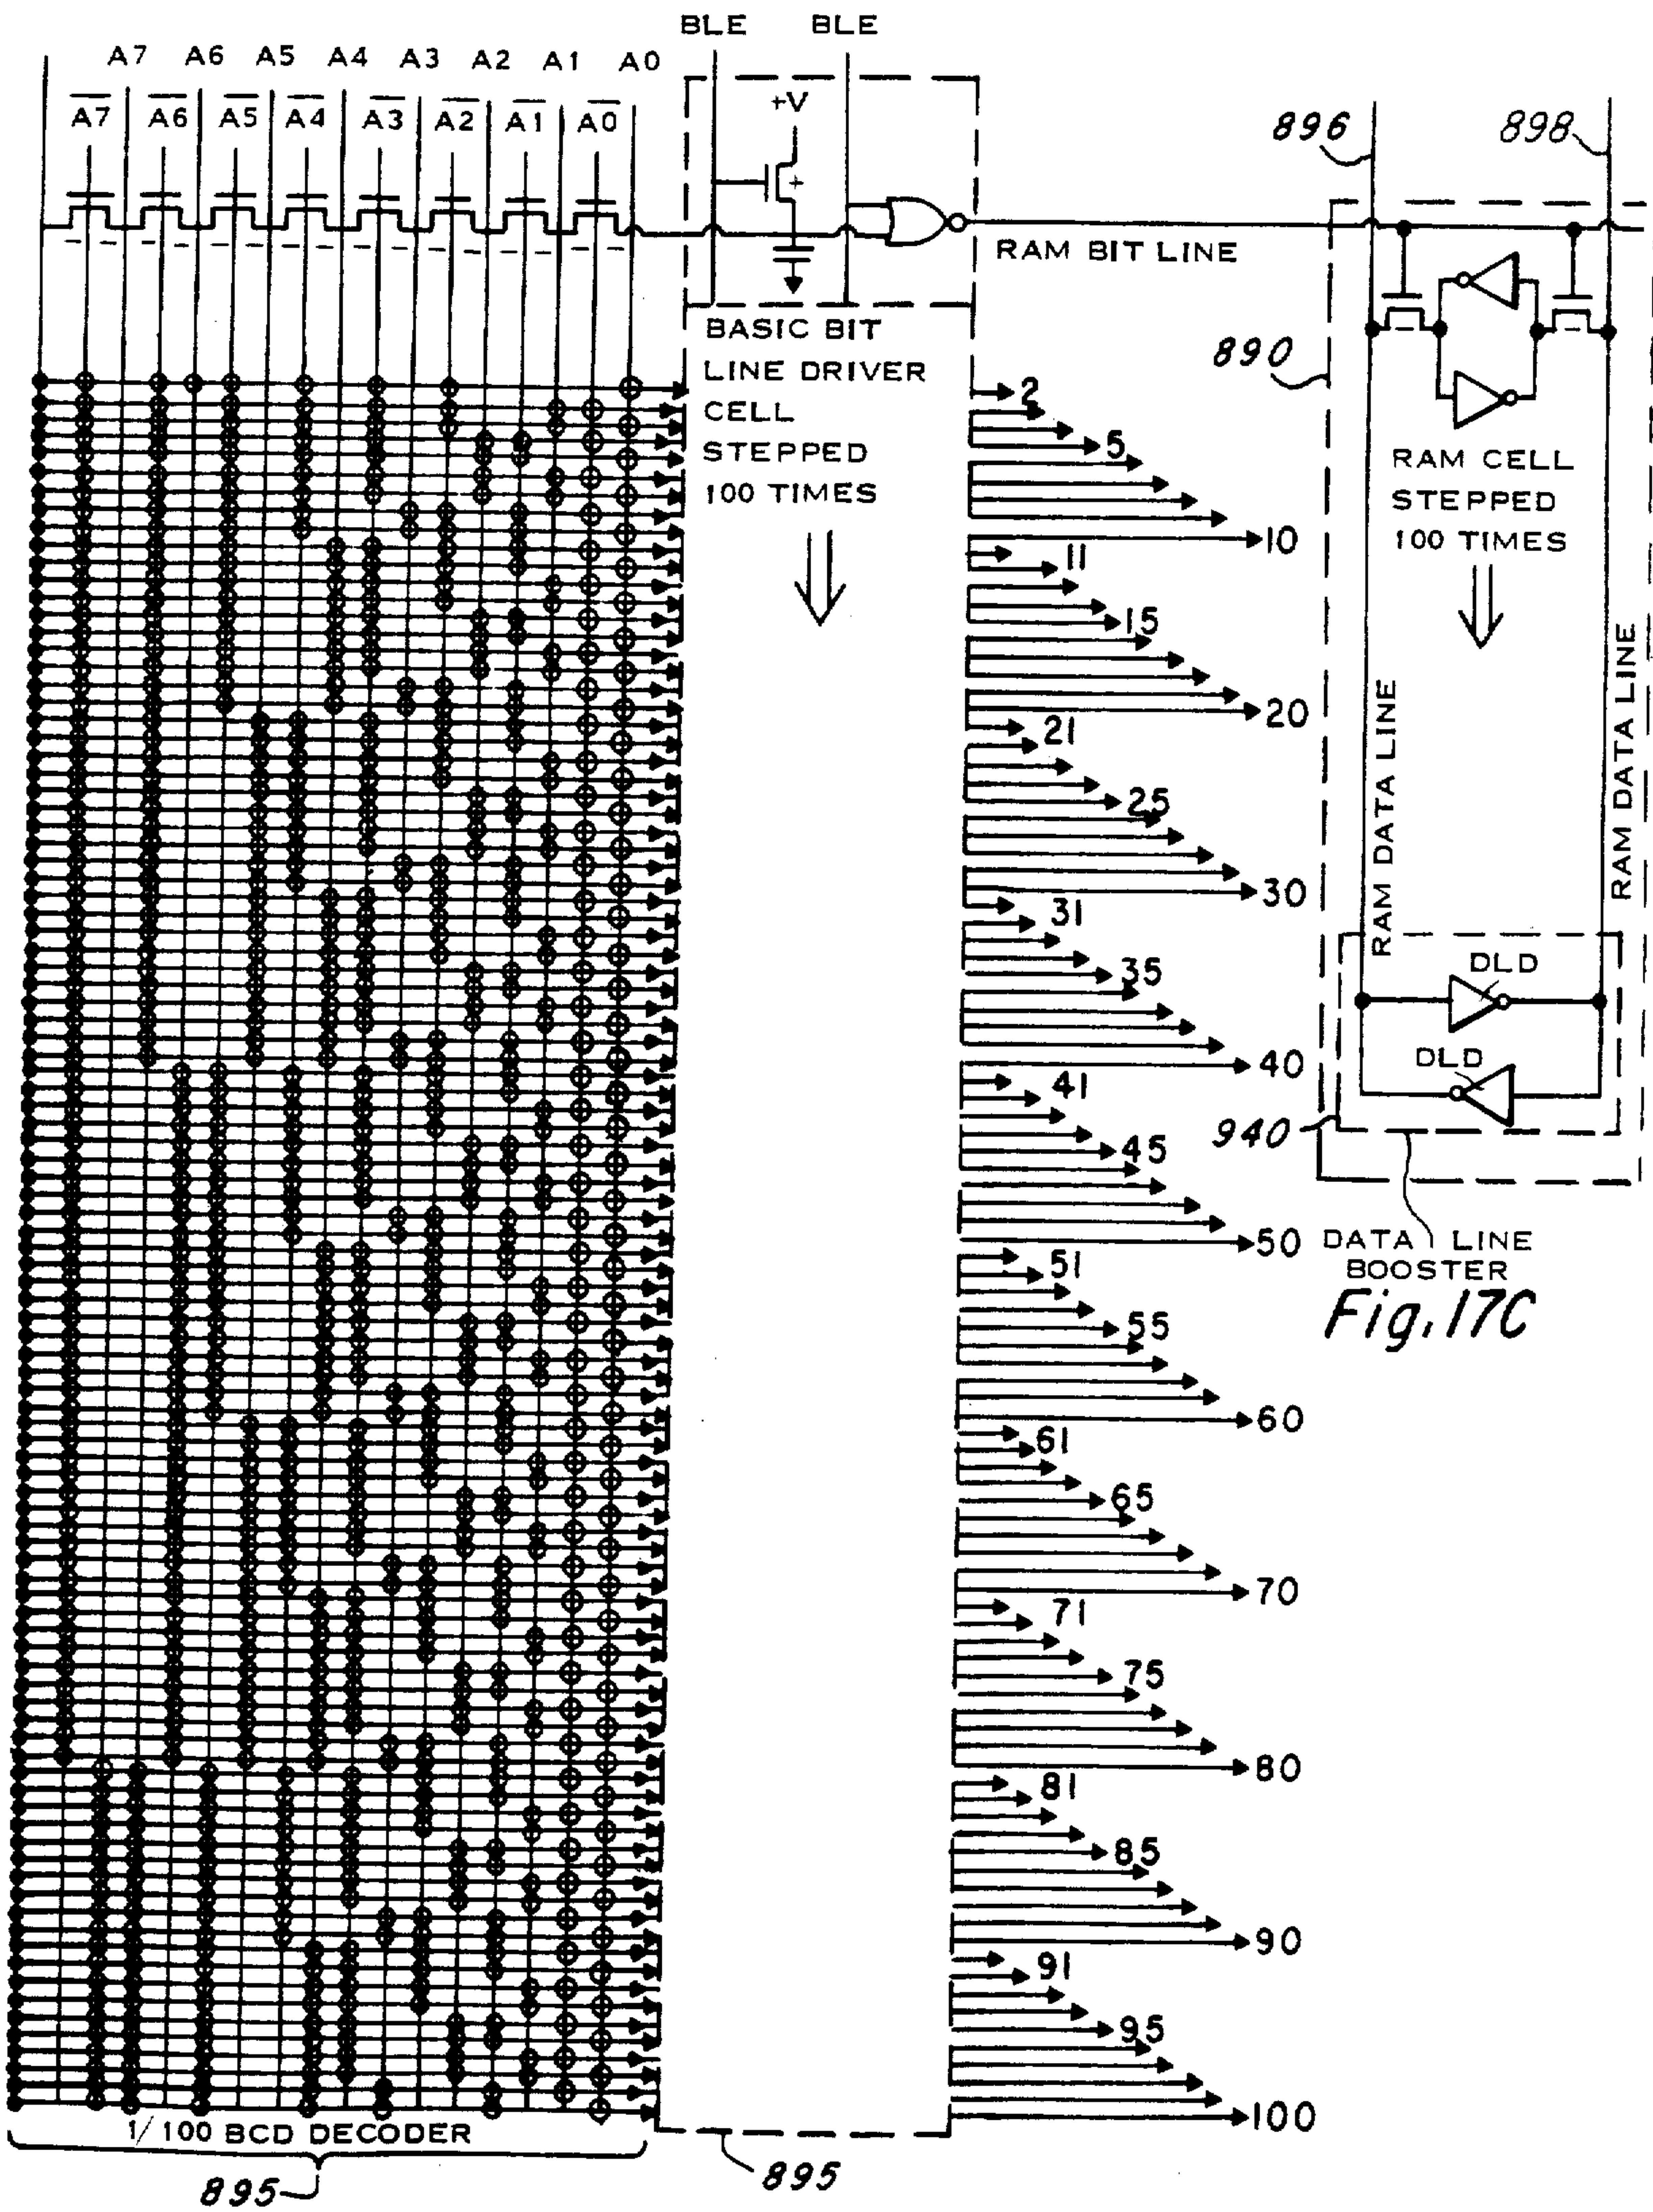 BLE BLE
A7 A6 A5 A4 A3 A2 A1 A0
A7 A6 A5 A4 A3 A2 A1 A0
+V
+
896
898
RAM BIT LINE
BASIC BIT
LINE DRIVER
CELL
STEPPED
100 TIMES
890
RAM CELL
STEPPED
100 TIMES
RAM DATA LINE
RAM DATA LINE
2
5
10
11
15
20
21
25
30
31
35
40
41
45
50
51
55
60
61
65
70
71
75
80
81
85
90
91
95
100
DLD
DLD
940
DATA LINE
BOOSTER
Fig. 17C
1/100 BCD DECODER
895
895